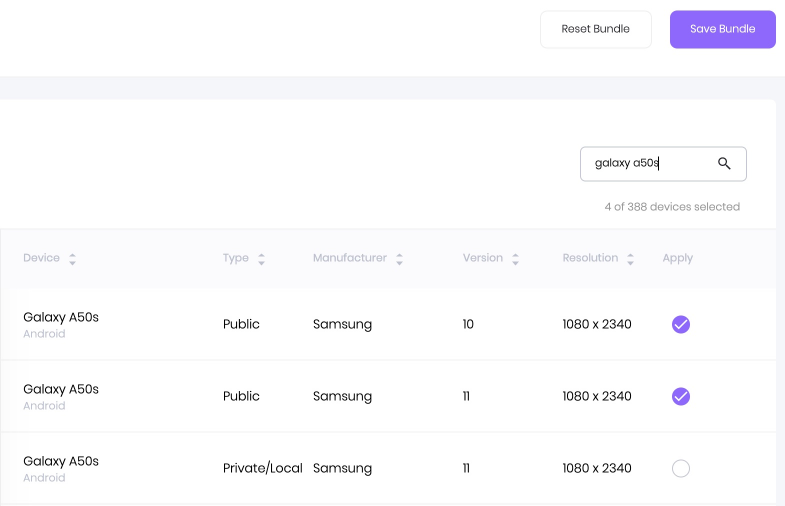 Reset Bundle Save Bundle
galaxy a50s
4 of 388 devices selected
Device Type Manufacturer Version Resolution Apply
Galaxy A50s Public Samsung 10 1080 x 2340
Android
Galaxy A50s Public Samsung 11 1080 x 2340
Android
Galaxy A50s Private/Local Samsung 11 1080 x 2340
Android